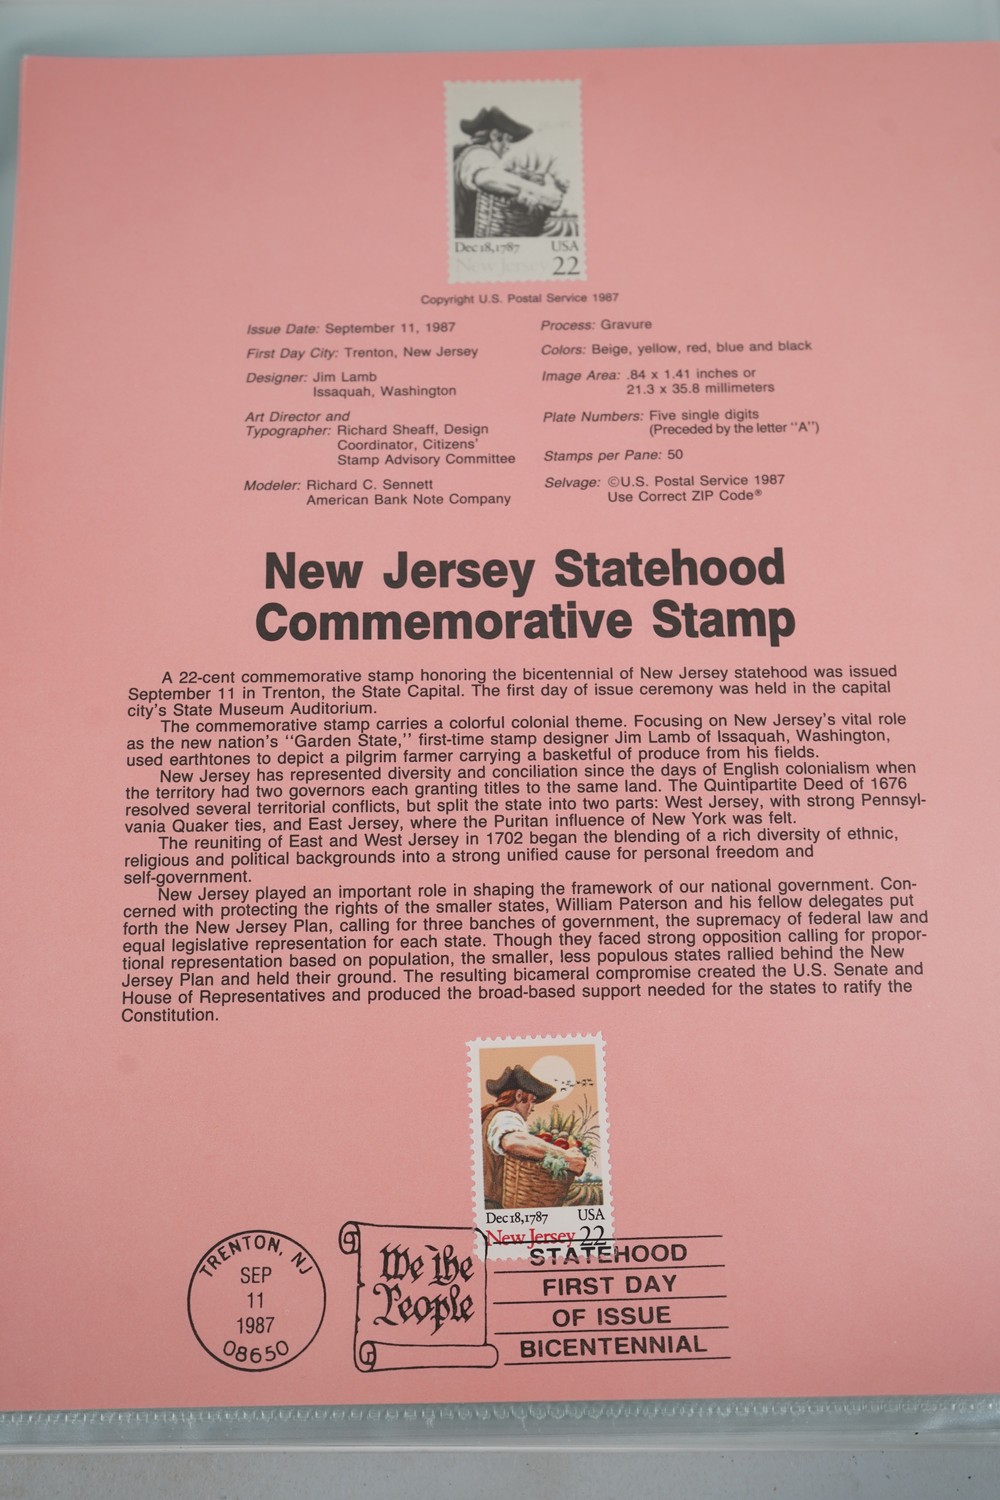 Dec 18,1787 USA
New Jersey 22
Copyright U.S. Postal Service 1987
Issue Date: September 11, 1987
First Day City: Trenton, New Jersey
Designer: Jim Lamb
Issaquah, Washington
Art Director and
Typographer: Richard Sheaff, Design
Coordinator, Citizens'
Stamp Advisory Committee
Modeler: Richard C. Sennett
American Bank Note Company
Process: Gravure
Colors: Beige, yellow, red, blue and black
Image Area: .84 x 1.41 inches or
21.3 x 35.8 millimeters
Plate Numbers: Five single digits
(Preceded by the letter "A")
Stamps per Pane: 50
Selvage: ©U.S. Postal Service 1987
Use Correct ZIP Code®
New Jersey Statehood
Commemorative Stamp
A 22-cent commemorative stamp honoring the bicentennial of New Jersey statehood was issued
September 11 in Trenton, the State Capital. The first day of issue ceremony was held in the capital
city's State Museum Auditorium.
The commemorative stamp carries a colorful colonial theme. Focusing on New Jersey's vital role
as the new nation's "Garden State," first-time stamp designer Jim Lamb of Issaquah, Washington,
used earthtones to depict a pilgrim farmer carrying a basketful of produce from his fields.
New Jersey has represented diversity and conciliation since the days of English colonialism when
the territory had two governors each granting titles to the same land. The Quintipartite Deed of 1676
resolved several territorial conflicts, but split the state into two parts: West Jersey, with strong Pennsyl-
vania Quaker ties, and East Jersey, where the Puritan influence of New York was felt.
The reuniting of East and West Jersey in 1702 began the blending of a rich diversity of ethnic,
religious and political backgrounds into a strong unified cause for personal freedom and
self-government.
New Jersey played an important role in shaping the framework of our national government. Con-
cerned with protecting the rights of the smaller states, William Paterson and his fellow delegates put
forth the New Jersey Plan, calling for three banches of government, the supremacy of federal law and
equal legislative representation for each state. Though they faced strong opposition calling for propor-
tional representation based on population, the smaller, less populous states rallied behind the New
Jersey Plan and held their ground. The resulting bicameral compromise created the U.S. Senate and
House of Representatives and produced the broad-based support needed for the states to ratify the
Constitution.
Dec 18,1787 USA
New Jersey 22
TRENTON, NJ
SEP
11
1987
08650
We the
People
STATEHOOD
FIRST DAY
OF ISSUE
BICENTENNIAL